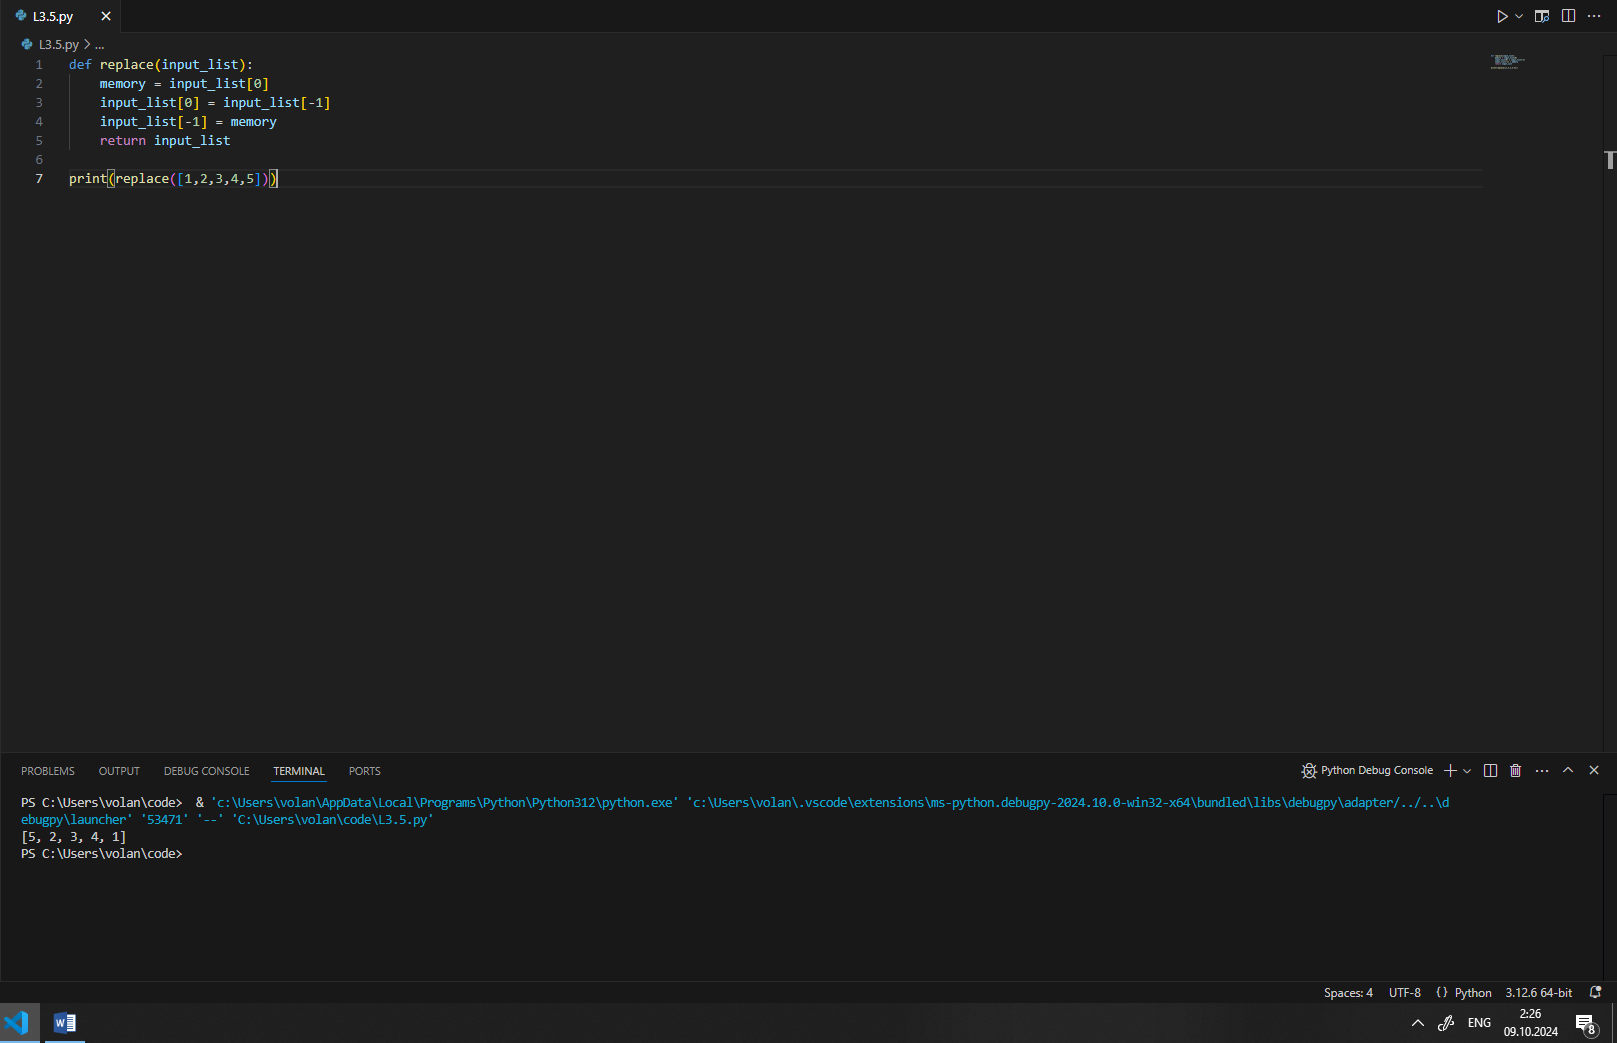 L3.5.py
L3.5.py > ...
1 def replace(input_list):
2     memory = input_list[0]
3     input_list[0] = input_list[-1]
4     input_list[-1] = memory
5     return input_list
6
7 print(replace([1,2,3,4,5]))
PROBLEMS OUTPUT DEBUG CONSOLE TERMINAL PORTS Python Debug Console
PS C:\Users\volan\code>  & 'c:\Users\volan\AppData\Local\Programs\Python\Python312\python.exe' 'c:\Users\volan\.vscode\extensions\ms-python.debugpy-2024.10.0-win32-x64\bundled\libs\debugpy\adapter/../..\d
ebugpy\launcher' '53471' '--' 'C:\Users\volan\code\L3.5.py'
[5, 2, 3, 4, 1]
PS C:\Users\volan\code>
Spaces: 4 UTF-8 {} Python 3.12.6 64-bit
ENG 2:26
09.10.2024
8